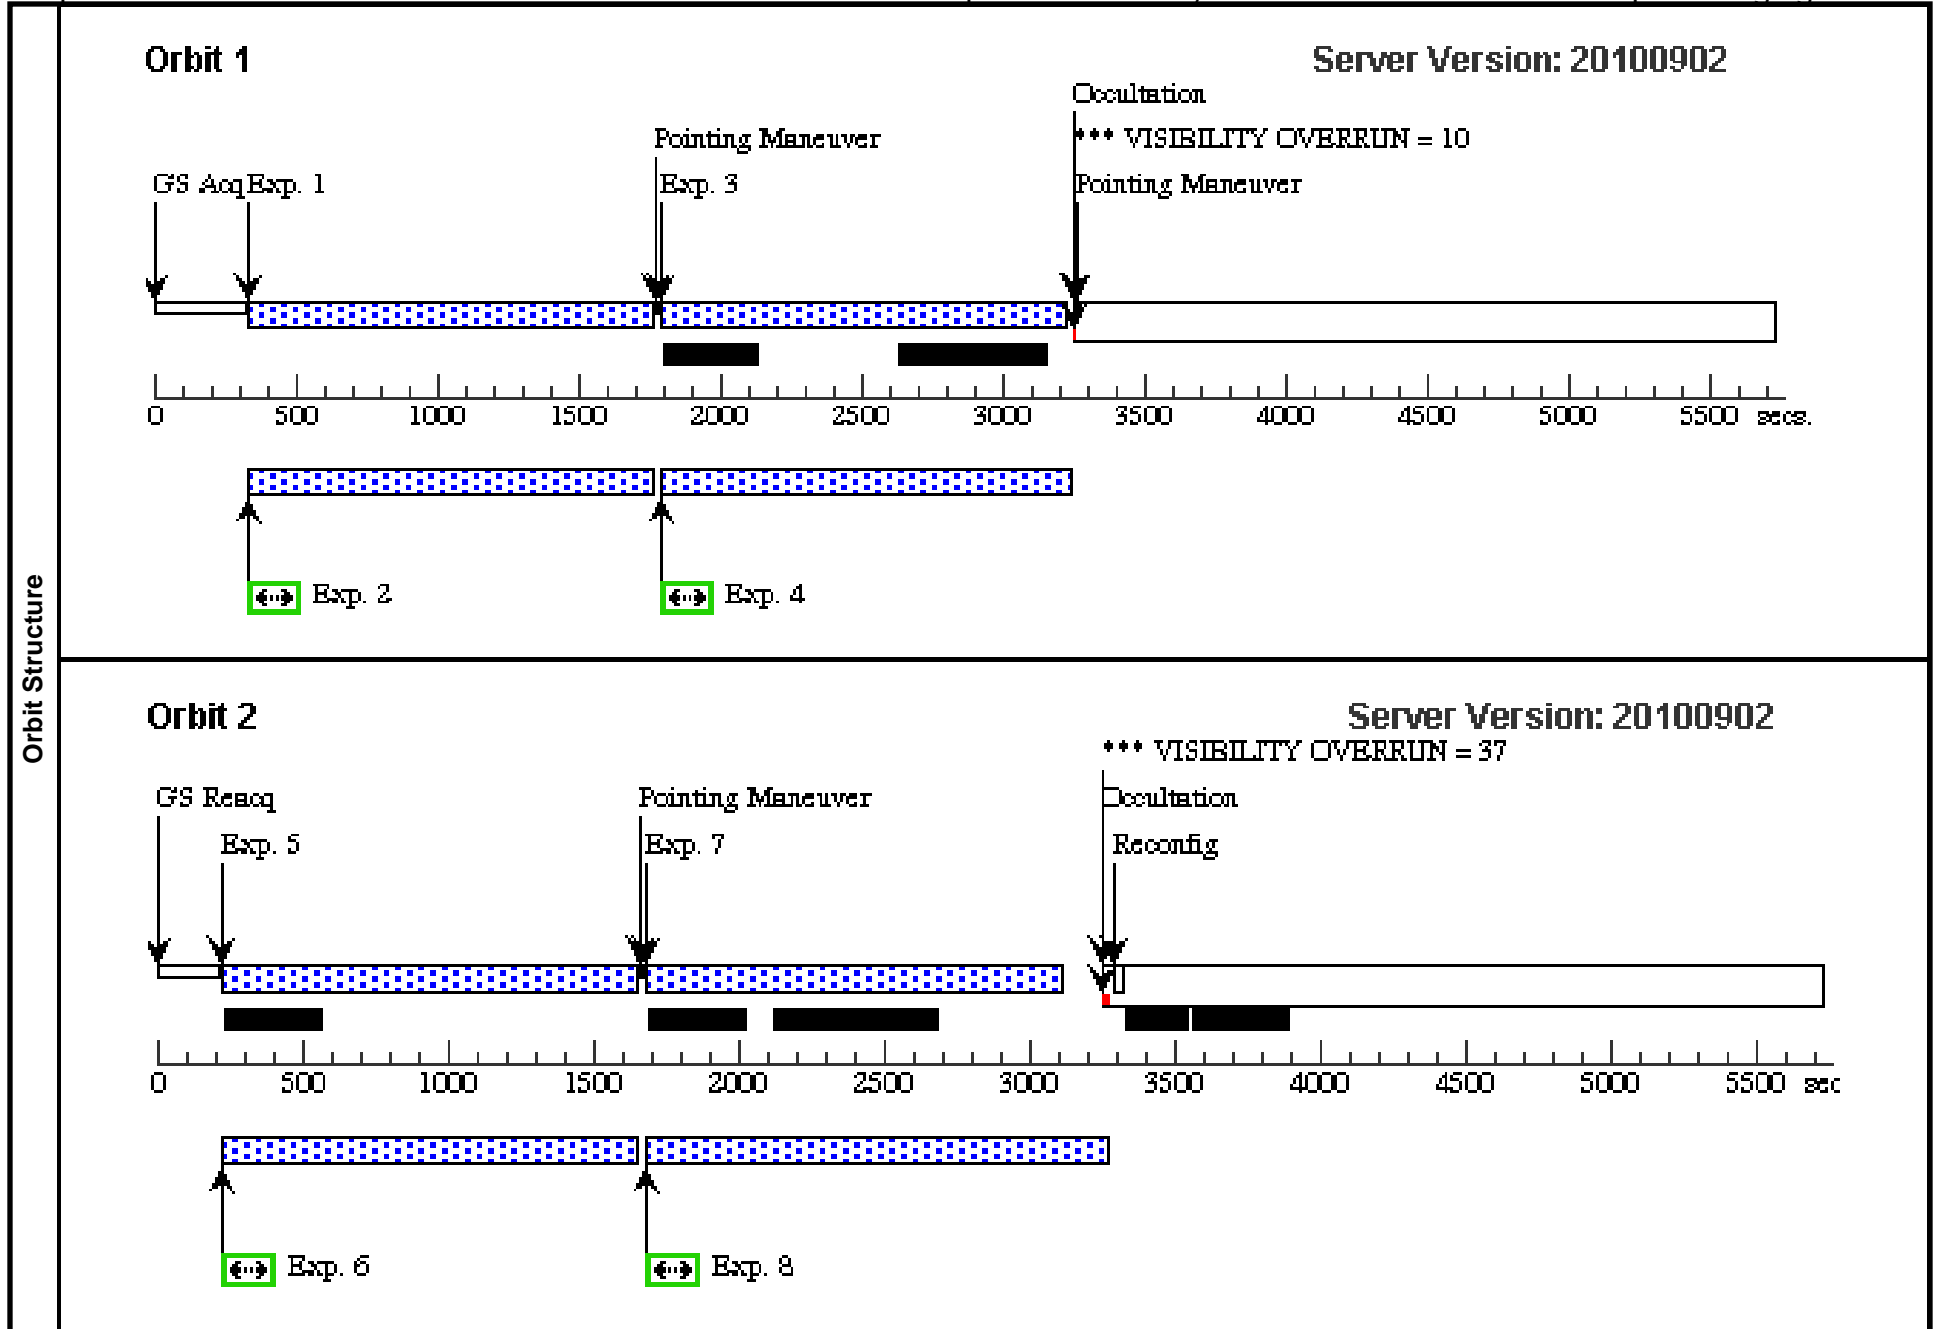 Orbit Structure
Orbit 1
Server Version: 20100902
Occultation
Pointing Maneuver
*** VISIBILITY OVERRUN = 10
GS Acq
Exp. 1
Exp. 3
Pointing Maneuver
0 500 1000 1500 2000 2500 3000 3500 4000 4500 5000 5500 secs.
Exp. 2
Exp. 4
Orbit 2
Server Version: 20100902
*** VISIBILITY OVERRUN = 37
GS Reacq
Pointing Maneuver
Occultation
Exp. 5
Exp. 7
Reconfig
0 500 1000 1500 2000 2500 3000 3500 4000 4500 5000 5500 sec
Exp. 6
Exp. 8